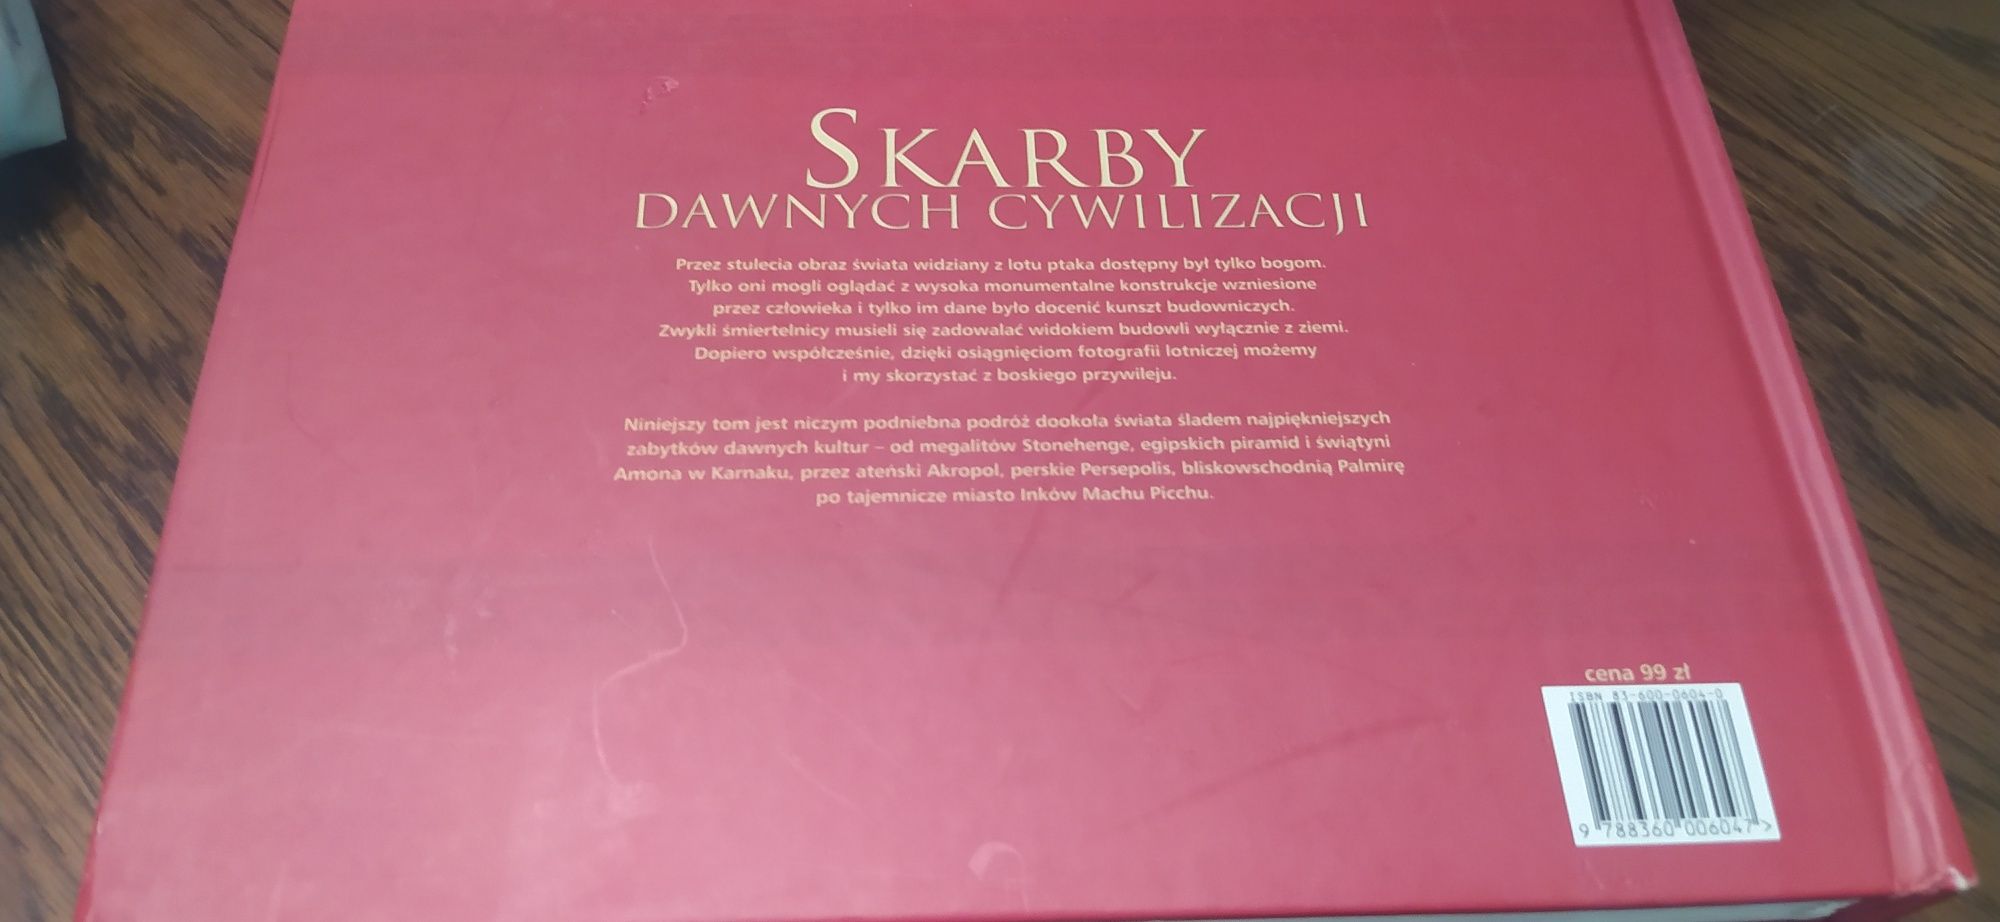 SKARBY
DAWNYCH CYWILIZACJI
Przez stulecia obraz świata widziany z lotu ptaka dostępny był tylko bogom.
Tylko oni mogli oglądać z wysoka monumentalne konstrukcje wzniesione
przez człowieka i tylko im dane było docenić kunszt budowniczych.
Zwykli śmiertelnicy musieli się zadowalać widokiem budowli wyłącznie z ziemi.
Dopiero współcześnie, dzięki osiągnięciom fotografii lotniczej możemy
i my skorzystać z boskiego przywileju.
Niniejszy tom jest niczym podniebna podróż dookoła świata śladem najpiękniejszych
zabytków dawnych kultur – od megalitów Stonehenge, egipskich piramid i świątyni
Amona w Karnaku, przez ateński Akropol, perskie Persepolis, bliskowschodnią Palmirę
po tajemnicze miasto Inków Machu Picchu.
cena 99 zł
ISBN 83-600-0604-0
9 788360 006047 >